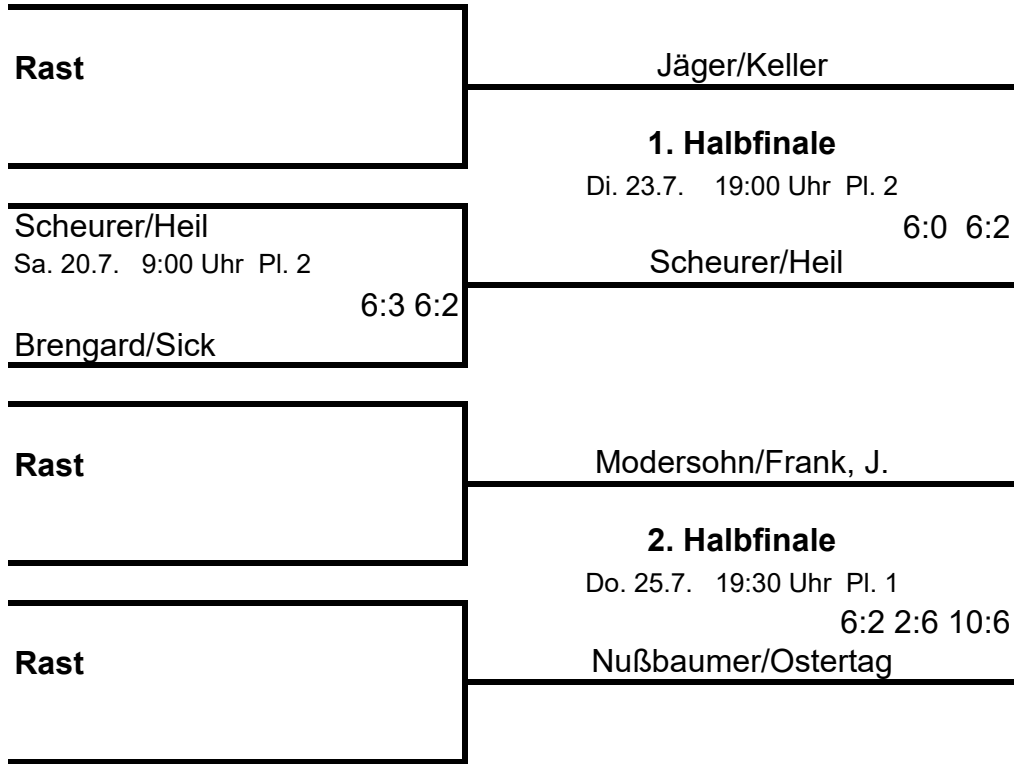 Rast
Jäger/Keller
1. Halbfinale
Di. 23.7. 19:00 Uhr Pl. 2
6:0 6:2
Scheurer/Heil
Scheurer/Heil
Sa. 20.7. 9:00 Uhr Pl. 2
6:3 6:2
Brengard/Sick
Rast
Modersohn/Frank, J.
2. Halbfinale
Do. 25.7. 19:30 Uhr Pl. 1
6:2 2:6 10:6
Nußbaumer/Ostertag
Rast